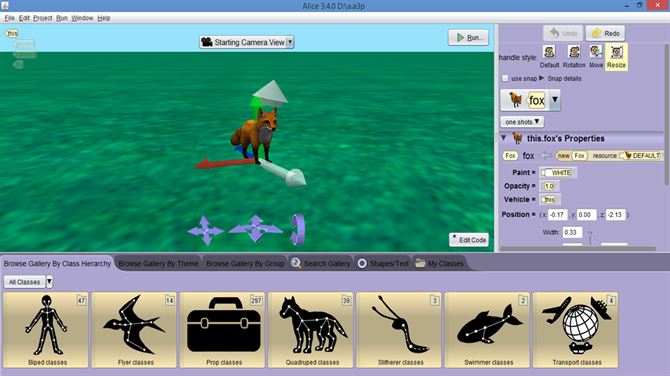 Alice 3.4.0 D:\a.a3p
File Edit Project Run Window Help
this
ground
fox
Starting Camera View
Run...
Undo
Redo
handle style:
Default Rotation Move Resize
use snap Snap details
fox
one shots
this.fox's Properties
Fox fox new Fox resource: DEFAULT
Paint = WHITE
Opacity = 1.0
Vehicle = this
Position = (x: -0.17 , y: 0.00 z: -2.13 )
Width: 0.33
Edit Code
Browse Gallery By Class Hierarchy Browse Gallery By Theme Browse Gallery By Group Search Gallery Shapes/Text My Classes
All Classes
47 14 297 39 3 2 4
Biped classes Flyer classes Prop classes Quadruped classes Slitherer classes Swimmer classes Transport classes